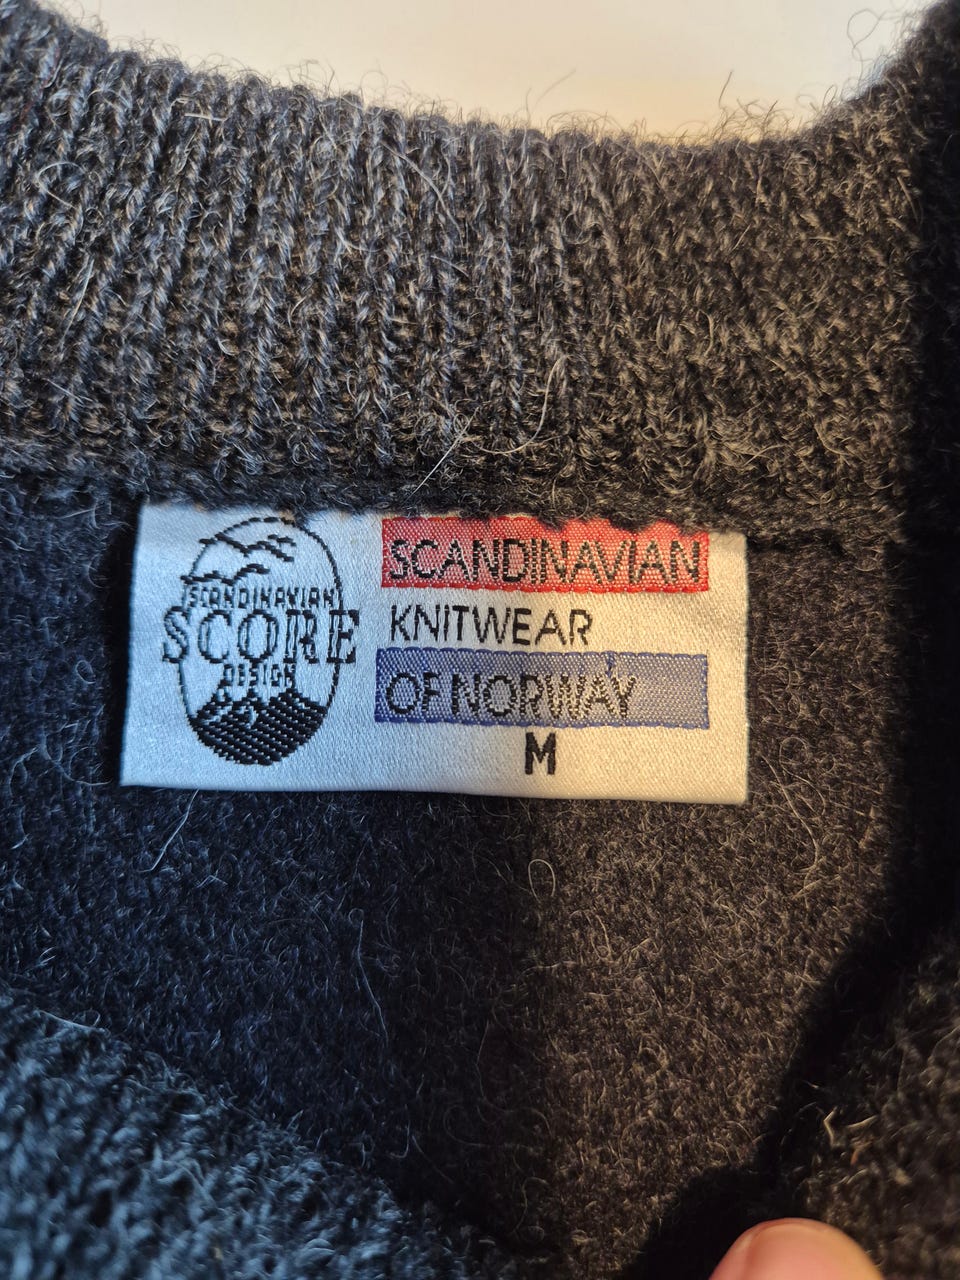 SCANDINAVIAN
SCORE
DESIGN
SCANDINAVIAN
KNITWEAR
OF NORWAY
M